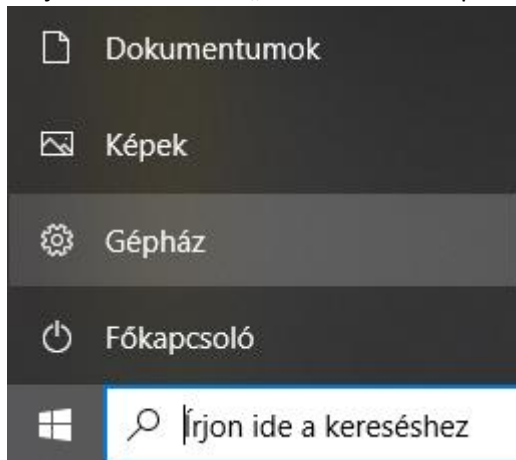 Dokumentumok
Képek
Gépház
Főkapcsoló
Írjon ide a kereséshez